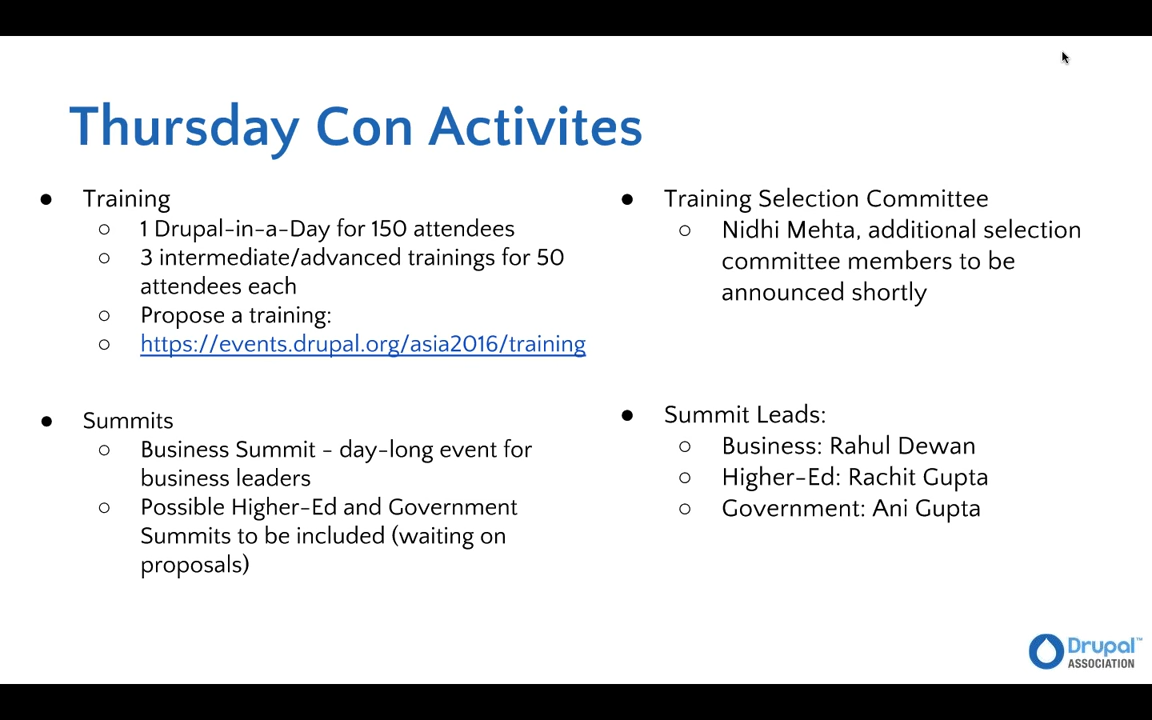 Thursday Con Activites
● Training
○ 1 Drupal-in-a-Day for 150 attendees
○ 3 intermediate/advanced trainings for 50
attendees each
○ Propose a training:
○ https://events.drupal.org/asia2016/training
● Summits
○ Business Summit - day-long event for
business leaders
○ Possible Higher-Ed and Government
Summits to be included (waiting on
proposals)
● Training Selection Committee
○ Nidhi Mehta, additional selection
committee members to be
announced shortly
● Summit Leads:
○ Business: Rahul Dewan
○ Higher-Ed: Rachit Gupta
○ Government: Ani Gupta
Drupal™
ASSOCIATION